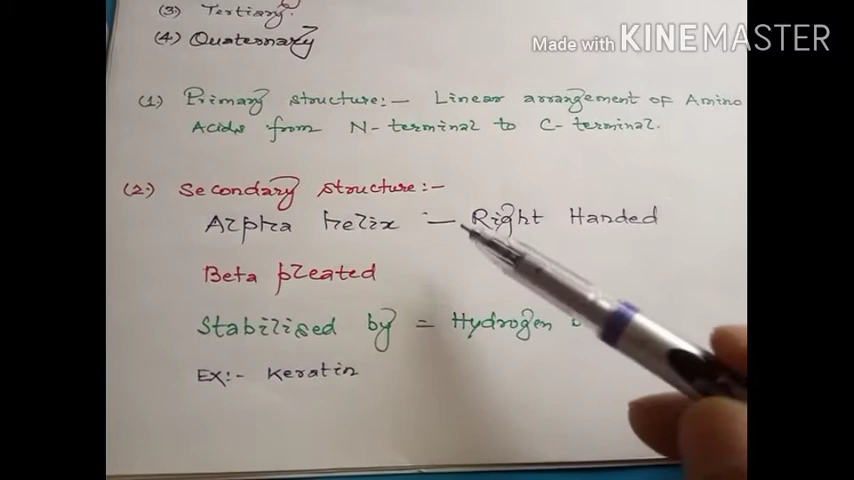 (3) Tertiary.
(4) Quaternary
Made with KINEMASTER
(1) Primary structure:- Linear arrangement of Amino
Acids from N-terminal to C-terminal.
(2.) Secondary structure:-
Alpha helix :- Right Handed
Beta pleated
Stabilised by = Hydrogen
Ex:- Keratin